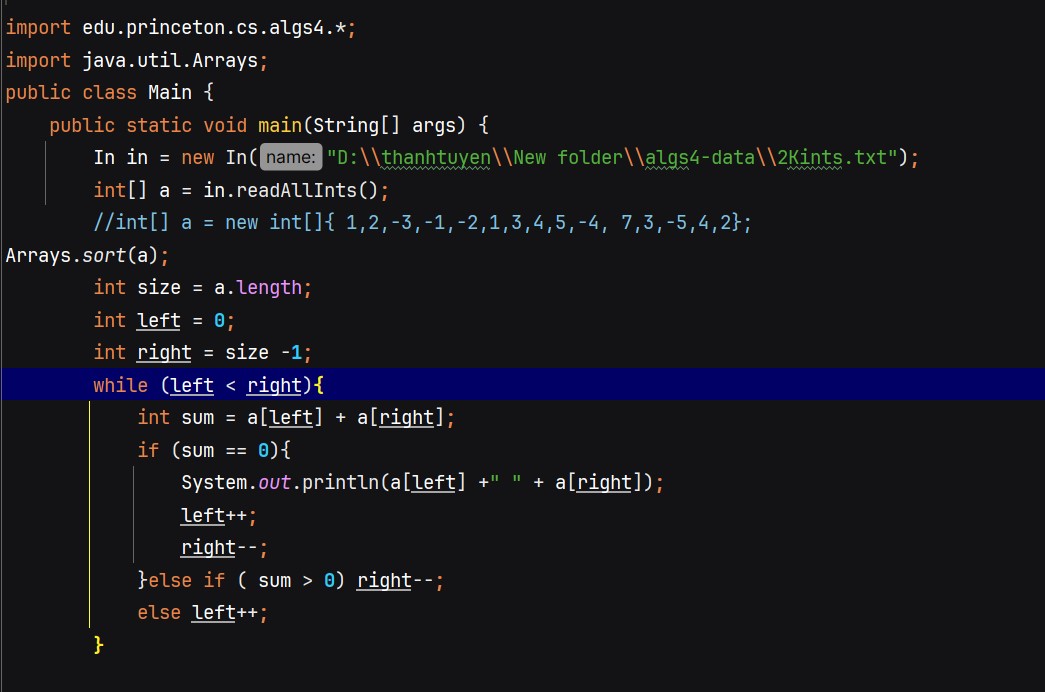 import edu.princeton.cs.algs4.*;
import java.util.Arrays;
public class Main {
    public static void main(String[] args) {
        In in = new In( name: "D:\\thanhtuyen\\New folder\\algs4-data\\2Kints.txt");
        int[] a = in.readAllInts();
        //int[] a = new int[]{ 1,2,-3,-1,-2,1,3,4,5,-4, 7,3,-5,4,2};
Arrays.sort(a);
        int size = a.length;
        int left = 0;
        int right = size -1;
        while (left < right){
            int sum = a[left] + a[right];
            if (sum == 0){
                System.out.println(a[left] +" " + a[right]);
                left++;
                right--;
            }else if ( sum > 0) right--;
            else left++;
        }